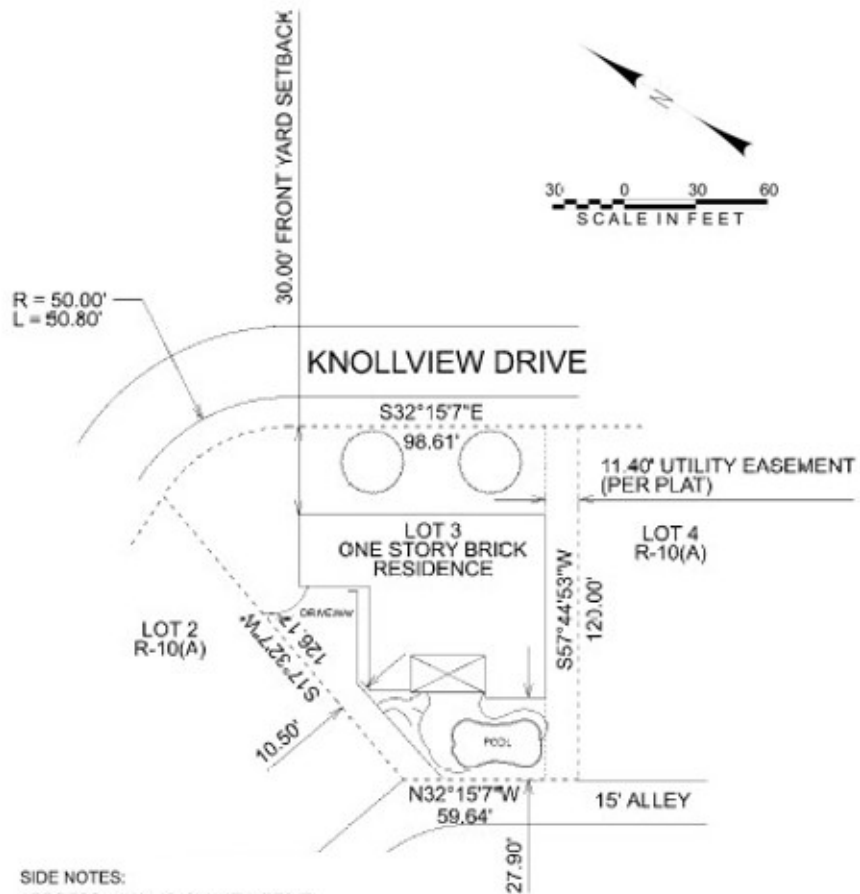 30.00' FRONT YARD SETBACK
N
30 0 30 60
SCALE IN FEET
R = 50.00'
L = 50.80'
KNOLLVIEW DRIVE
S32°15'7"E
98.61'
11.40' UTILITY EASEMENT
(PER PLAT)
LOT 3
ONE STORY BRICK
RESIDENCE
LOT 4
R-10(A)
S57°44'53"W
120.00'
DRIVEWAY
LOT 2
R-10(A)
S17°32'7"W
126.17'
10.50'
POOL
N32°15'7"W
59.64'
15' ALLEY
27.90'
SIDE NOTES: